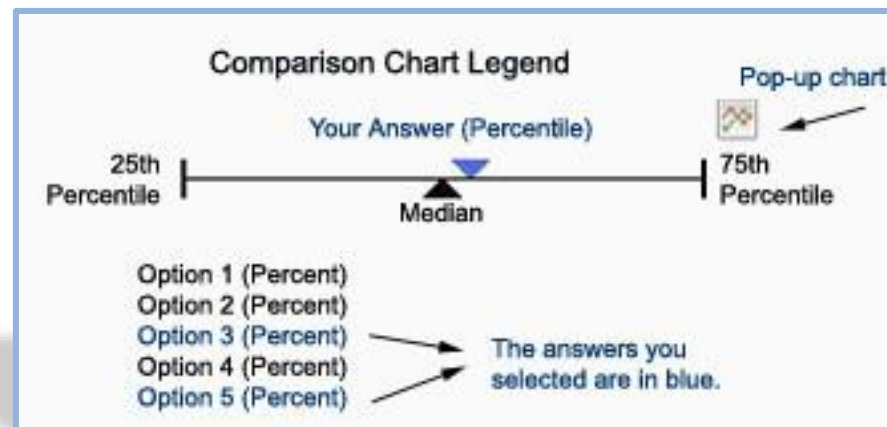 Comparison Chart Legend
Pop-up chart
Your Answer (Percentile)
25th
Percentile
75th
Percentile
Median
Option 1 (Percent)
Option 2 (Percent)
Option 3 (Percent)
Option 4 (Percent)
Option 5 (Percent)
The answers you
selected are in blue.